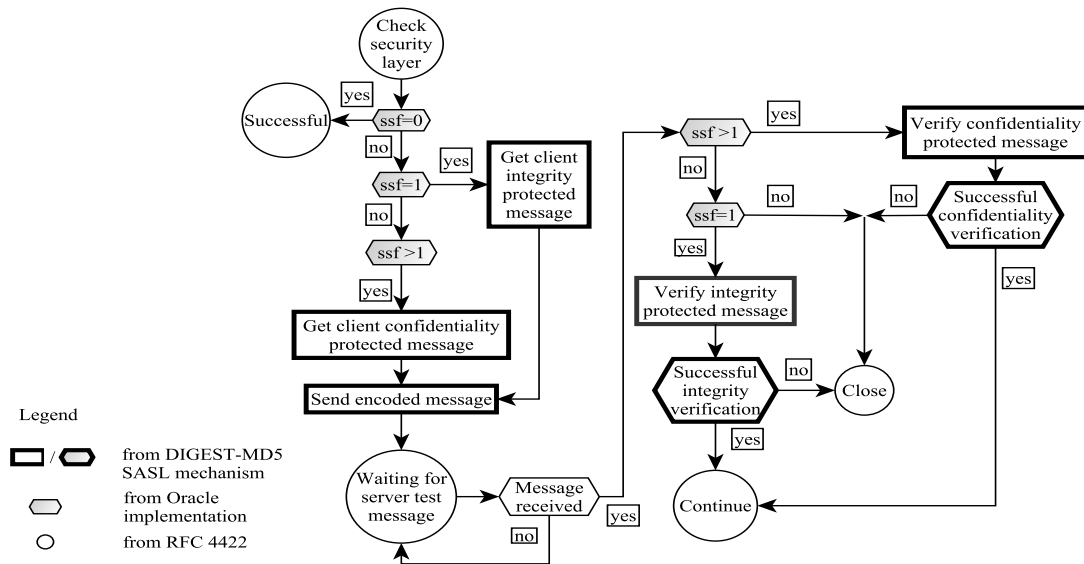 Check
security
layer
yes
Successful
ssf=0
no
ssf=1
yes
Get client
integrity
protected
message
no
ssf >1
yes
Get client confidentiality
protected message
Send encoded message
Waiting for
server test
message
Message
received
no
yes
ssf >1
yes
Verify confidentiality
protected message
no
ssf=1
no
no
Successful
confidentiality
verification
yes
Verify integrity
protected message
yes
Successful
integrity
verification
no
Close
yes
Continue
Legend
/
from DIGEST-MD5
SASL mechanism
from Oracle
implementation
from RFC 4422